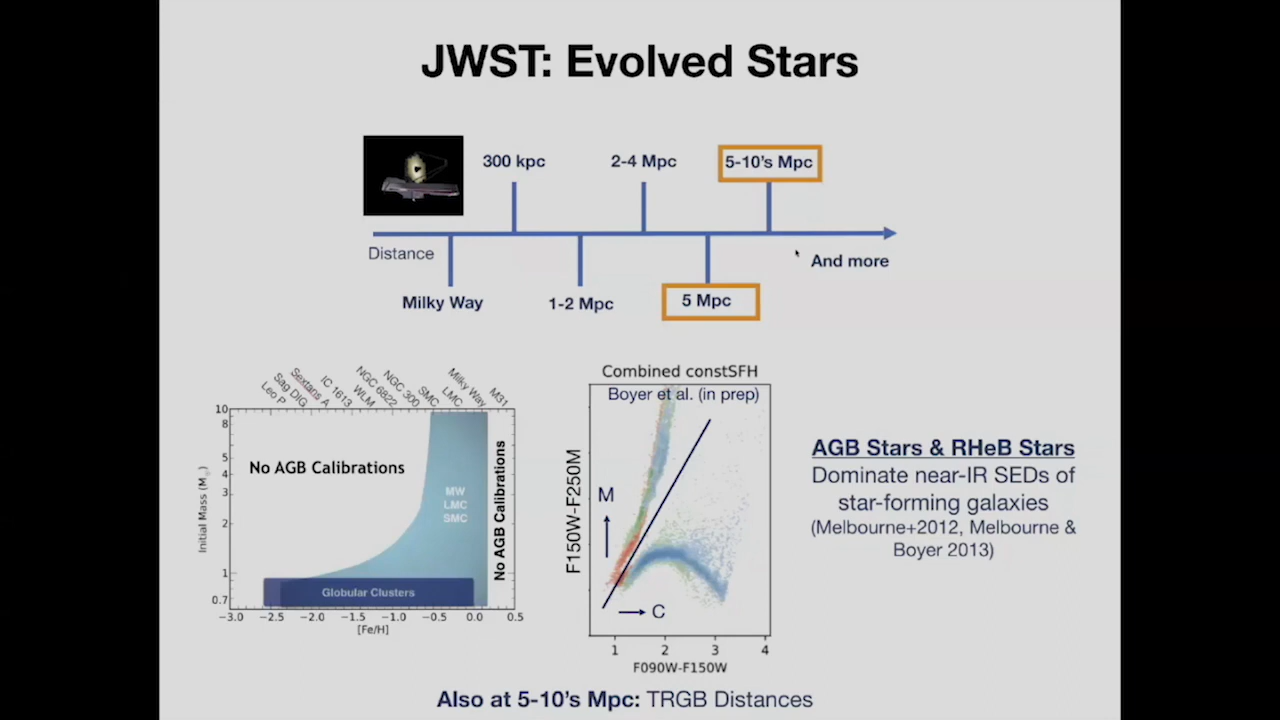 JWST: Evolved Stars
300 kpc
2-4 Mpc
5-10's Mpc
Distance
And more
Milky Way
1-2 Mpc
5 Mpc
Leo P
Sag DIG
Sextans A
IC 1613
WLM
NGC 6822
NGC 300
SMC
LMC
Milky Way
M31
Initial Mass (M☉)
10
8
5
4
3
2
1
0.7
No AGB Calibrations
MW
LMC
SMC
No AGB Calibrations
Globular Clusters
−3.0 −2.5 −2.0 −1.5 −1.0 −0.5 0.0 0.5
[Fe/H]
Combined constSFH
Boyer et al. (in prep)
F150W-F250M
M
C
1 2 3 4
F090W-F150W
AGB Stars & RHeB Stars
Dominate near-IR SEDs of
star-forming galaxies
(Melbourne+2012, Melbourne &
Boyer 2013)
Also at 5-10's Mpc: TRGB Distances